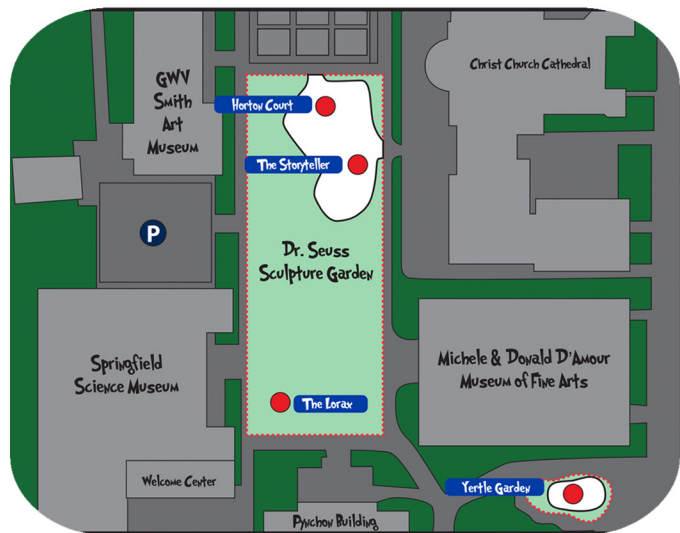 GWV
Smith
Art
Museum
Christ Church Cathedral
Horton Court
The Storyteller
P
Dr. Seuss
Sculpture Garden
Springfield
Science Museum
Michele & Donald D'Amour
Museum of Fine Arts
The Lorax
Welcome Center
Yertle Garden
Pynchon Building